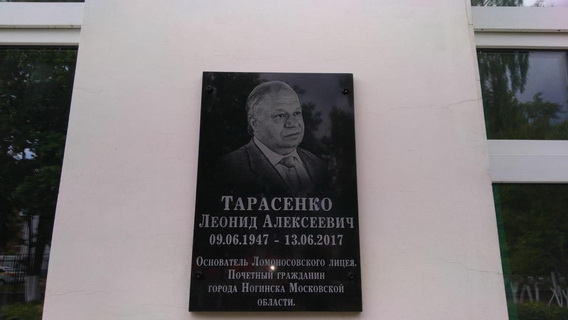 Тарасенко
Леонид Алексеевич
09.06.1947 - 13.06.2017
Основатель Ломоносовского лицея.
Почетный гражданин
города Ногинска Московской
области.